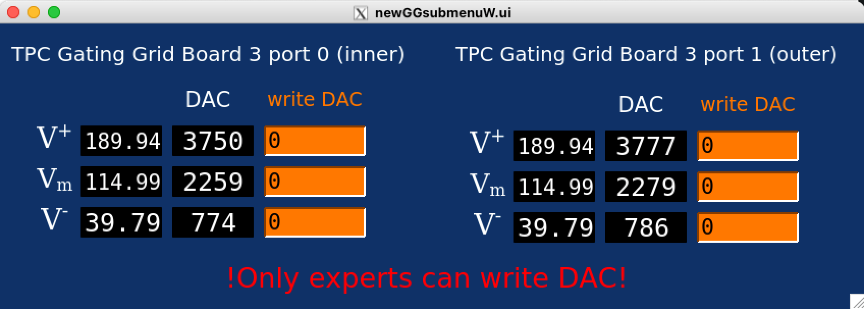 newGGsubmenuW.ui
TPC Gating Grid Board 3 port 0 (inner)
DAC write DAC
V+ 189.94 3750 0
Vm 114.99 2259 0
V- 39.79 774 0
TPC Gating Grid Board 3 port 1 (outer)
DAC write DAC
V+ 189.94 3777 0
Vm 114.99 2279 0
V- 39.79 786 0
!Only experts can write DAC!